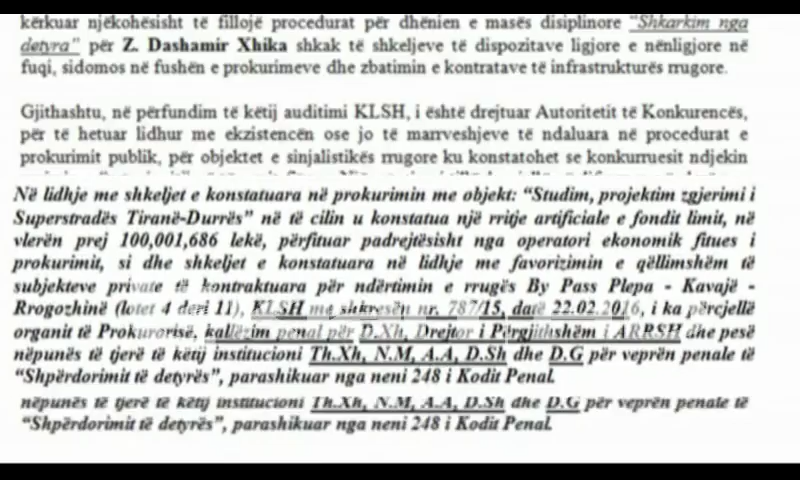 kërkuar njëkohësisht të fillojë procedurat për dhënien e masës disiplinore "Shkarkim nga
detyra" për Z. Dashamir Xhika shkak të shkeljeve të dispozitave ligjore e nënligjore në
fuqi, sidomos në fushën e prokurimeve dhe zbatimin e kontratave të infrastrukturës rrugore.
Gjithashtu, në përfundim të këtij auditimi KLSH, i është drejtuar Autoritetit të Konkurencës,
për të hetuar lidhur me ekzistencën ose jo të marrveshjeve të ndaluara në procedurat e
prokurimit publik, për objektet e sinjalistikës rrugore ku konstatohet se konkurruesit ndjekin
Në lidhje me shkeljet e konstatuara në prokurimin me objekt: "Studim, projektim zgjerimi i
Superstradës Tiranë-Durrës" në të cilin u konstatua një rritje artificiale e fondit limit, në
vlerën prej 100,001,686 lekë, përfituar padrejtësisht nga operatori ekonomik fitues i
prokurimit, si dhe shkeljet e konstatuara në lidhje me favorizimin e qëllimshëm të
subjekteve private të kontraktuara për ndërtimin e rrugës By Pass Plepa - Kavajë -
Rrogozhinë (lotet 4 deri 11), KLSH me shkresën nr. 787/15, datë 22.02.2016, i ka përcjellë
organit të Prokurorisë, kallëzim penal për D.Xh, Drejtor i Përgjithshëm i ARRSH dhe pesë
nëpunës të tjerë të këtij institucioni Th.Xh, N.M, A.A, D.Sh dhe D.G për veprën penale të
"Shpërdorimit të detyrës", parashikuar nga neni 248 i Kodit Penal.
nëpunës të tjerë të këtij institucioni Th.Xh, N.M, A.A, D.Sh dhe D.G për veprën penale të
"Shpërdorimit të detyrës", parashikuar nga neni 248 i Kodit Penal.